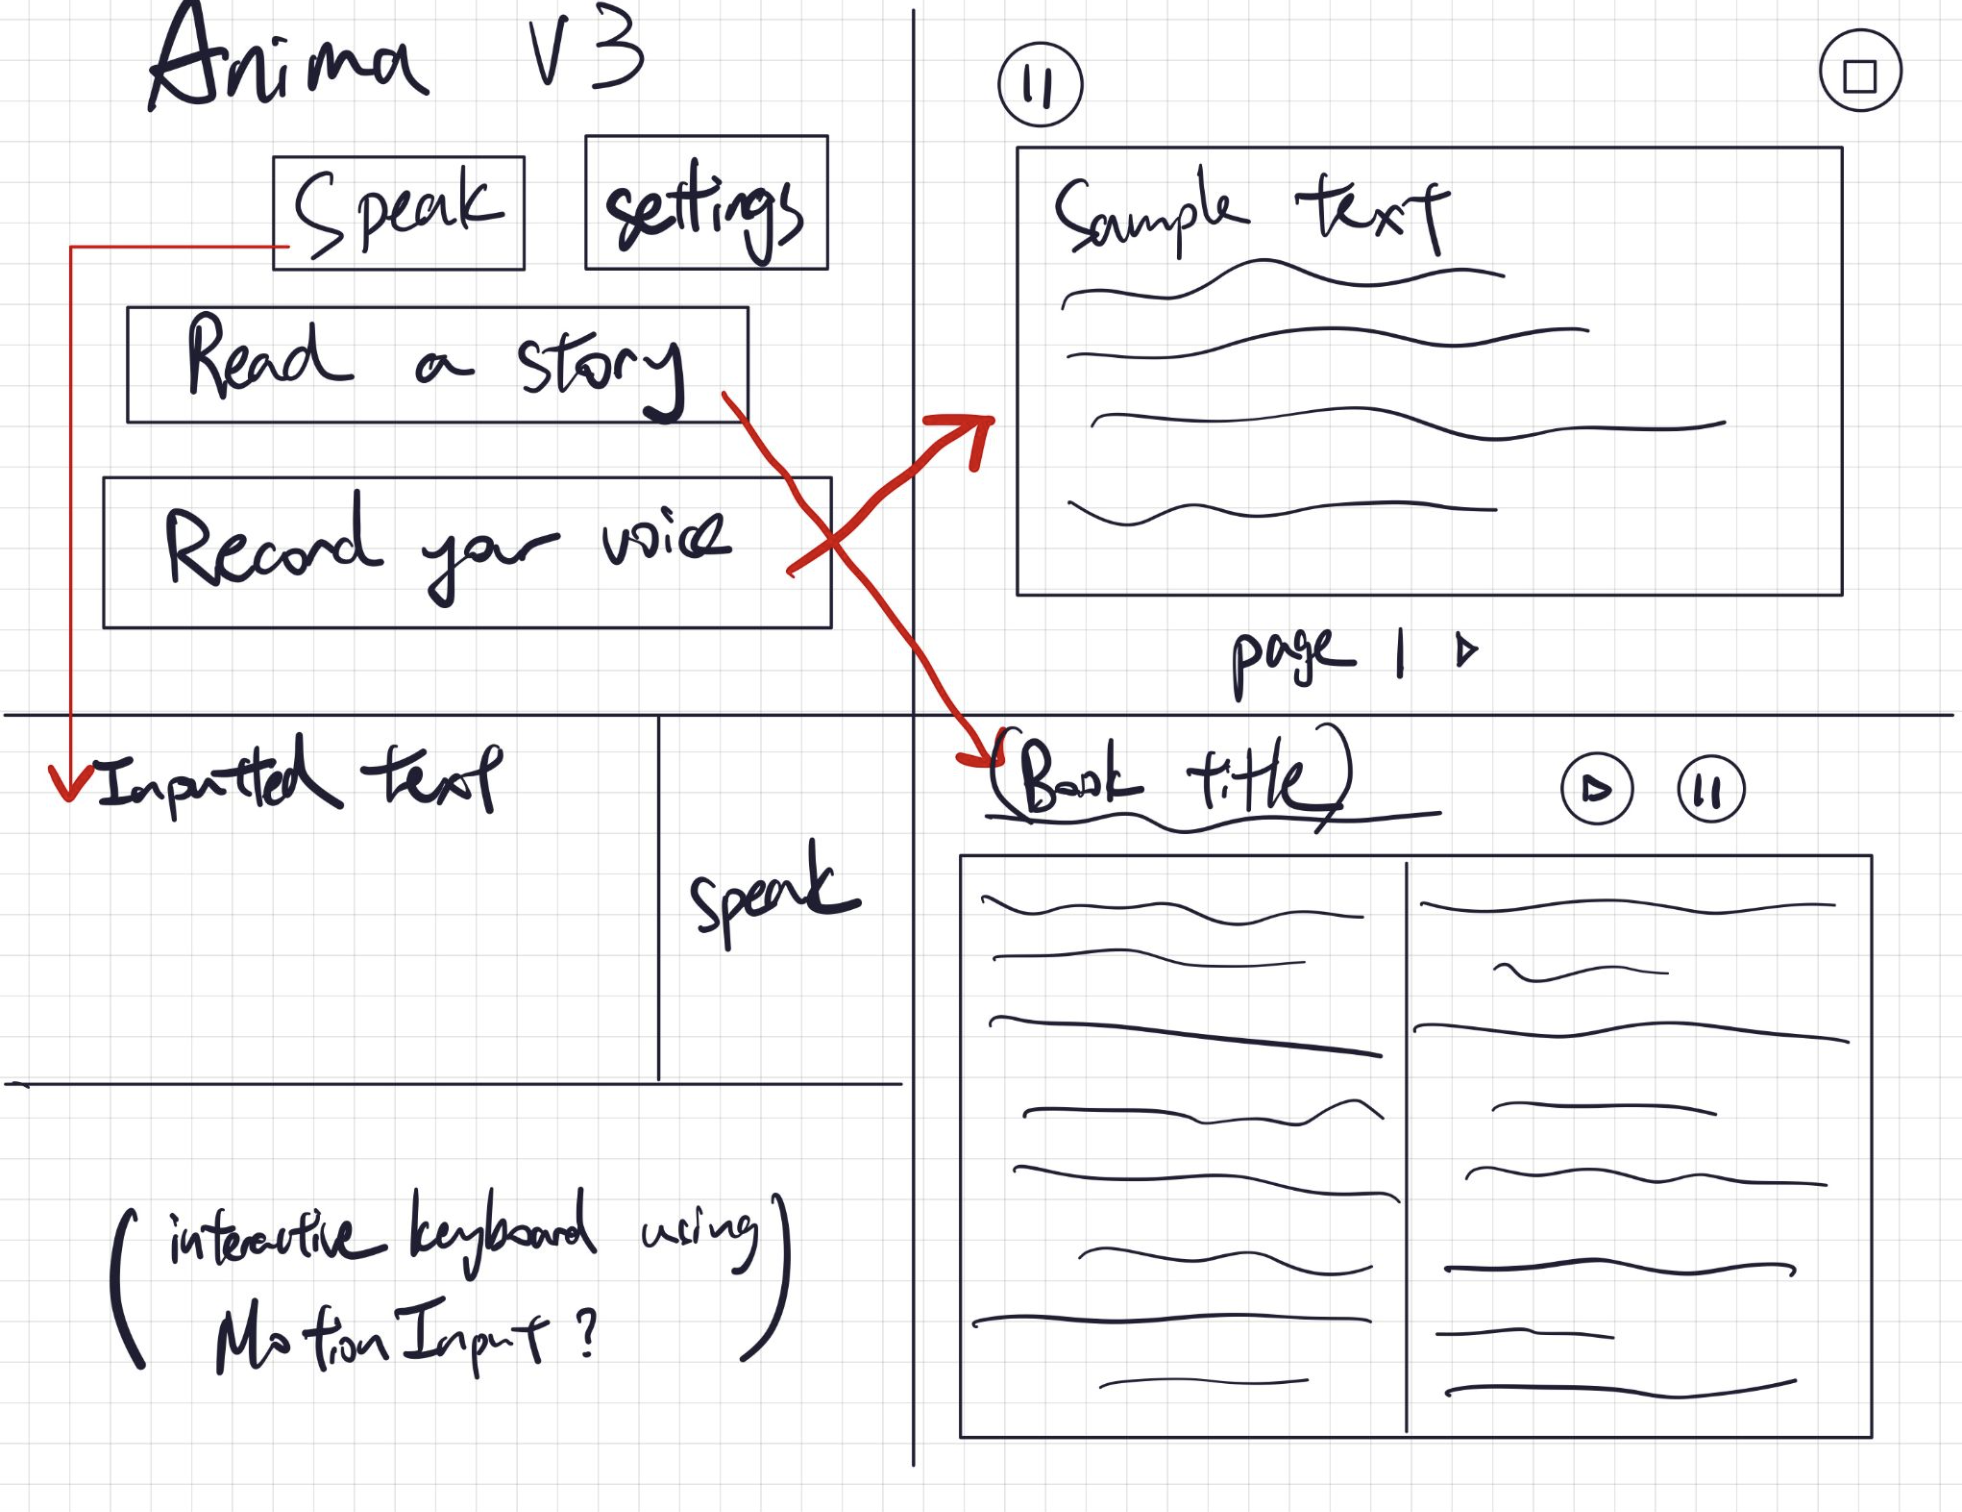 Anima V3
Speak
settings
Read a story
Record your voice
Sample text
page 1
Inputted text
speak
(interactive keyboard using
MotionInput?)
(Book title)